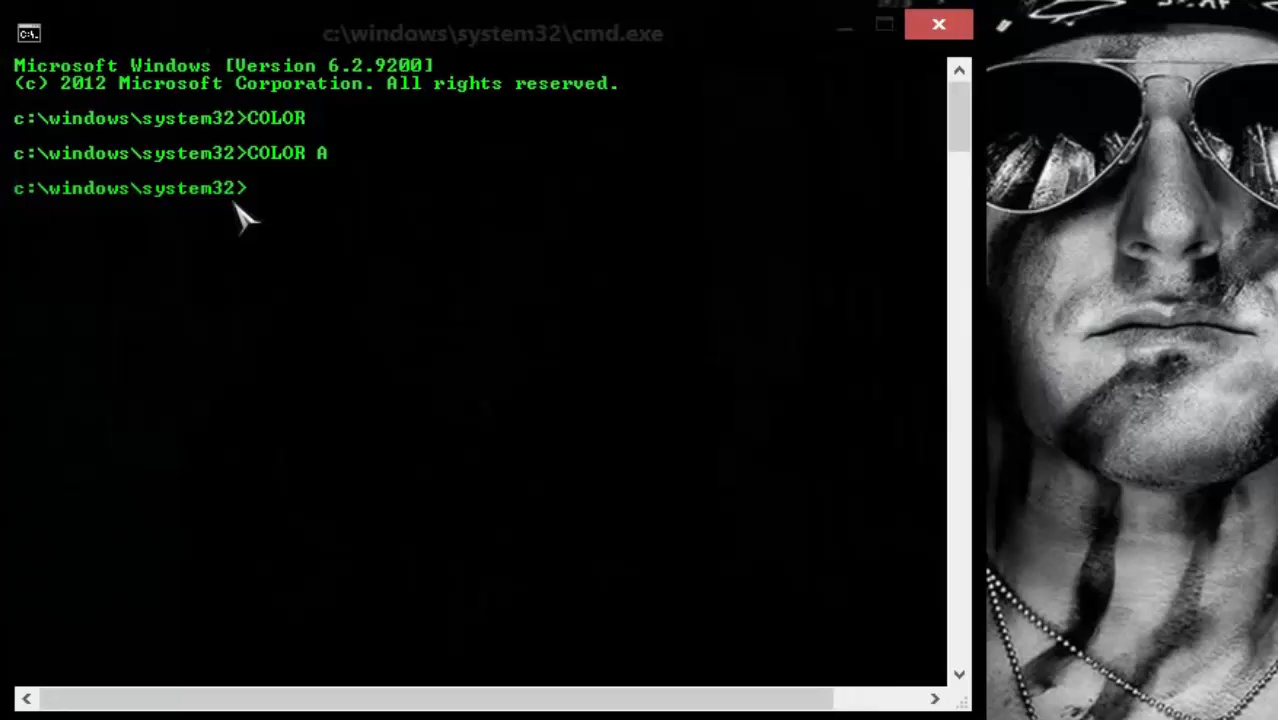 c:\windows\system32\cmd.exe
Microsoft Windows [Version 6.2.9200]
(c) 2012 Microsoft Corporation. All rights reserved.
c:\windows\system32>COLOR
c:\windows\system32>COLOR A
c:\windows\system32>